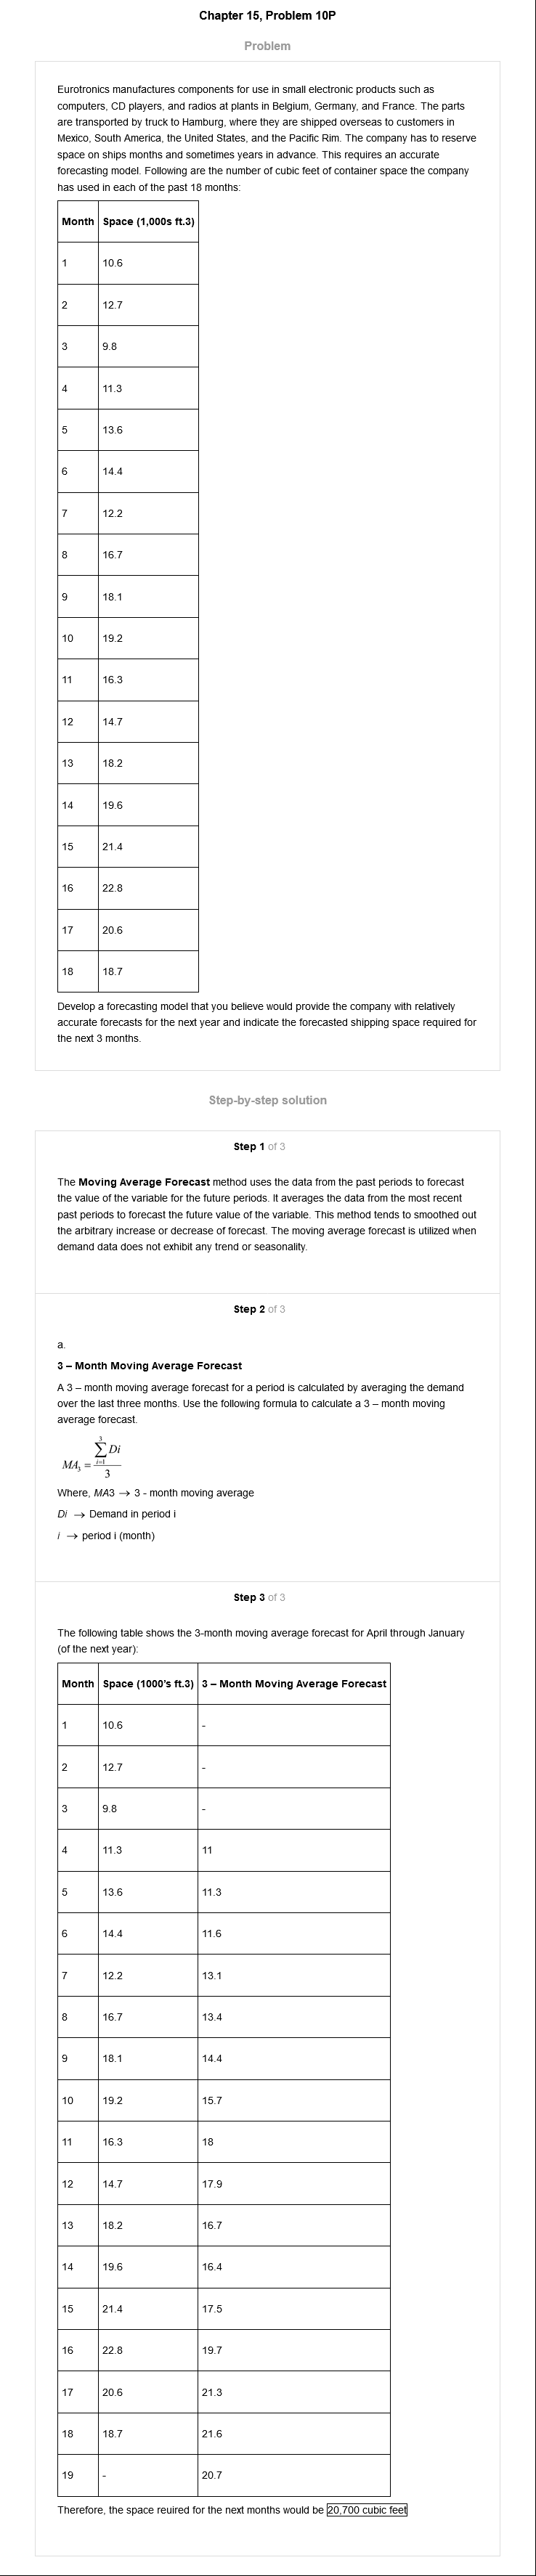 Chapter 15, Problem 10P
Problem
Eurotronics manufactures components for use in small electronic products such as
computers, CD players, and radios at plants in Belgium, Germany, and France. The parts
are transported by truck to Hamburg, where they are shipped overseas to customers in
Mexico, South America, the United States, and the Pacific Rim. The company has to reserve
space on ships months and sometimes years in advance. This requires an accurate
forecasting model. Following are the number of cubic feet of container space the company
has used in each of the past 18 months:
Month Space (1,000s ft.3)
1 10.6
2 12.7
3 9.8
4 11.3
5 13.6
6 14.4
7 12.2
8 16.7
9 18.1
10 19.2
11 16.3
12 14.7
13 18.2
14 19.6
15 21.4
16 22.8
17 20.6
18 18.7
Develop a forecasting model that you believe would provide the company with relatively
accurate forecasts for the next year and indicate the forecasted shipping space required for
the next 3 months.
Step-by-step solution
Step 1 of 3
The Moving Average Forecast method uses the data from the past periods to forecast
the value of the variable for the future periods. It averages the data from the most recent
past periods to forecast the future value of the variable. This method tends to smoothed out
the arbitrary increase or decrease of forecast. The moving average forecast is utilized when
demand data does not exhibit any trend or seasonality.
Step 2 of 3
a.
3 – Month Moving Average Forecast
A 3 – month moving average forecast for a period is calculated by averaging the demand
over the last three months. Use the following formula to calculate a 3 – month moving
average forecast.
3
∑ Di
MA₃ = i=1
3
Where, MA3 → 3 - month moving average
Di → Demand in period i
i → period i (month)
Step 3 of 3
The following table shows the 3-month moving average forecast for April through January
(of the next year):
Month Space (1000's ft.3) 3 – Month Moving Average Forecast
1 10.6 -
2 12.7 -
3 9.8 -
4 11.3 11
5 13.6 11.3
6 14.4 11.6
7 12.2 13.1
8 16.7 13.4
9 18.1 14.4
10 19.2 15.7
11 16.3 18
12 14.7 17.9
13 18.2 16.7
14 19.6 16.4
15 21.4 17.5
16 22.8 19.7
17 20.6 21.3
18 18.7 21.6
19 - 20.7
Therefore, the space reuired for the next months would be 20,700 cubic feet